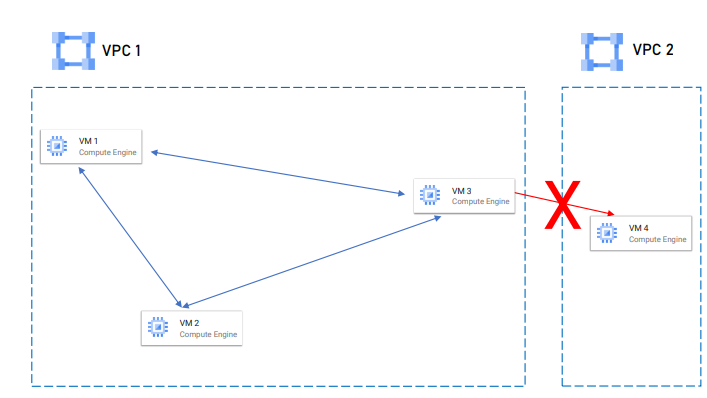 VPC 1
VPC 2
VM 1
Compute Engine
VM 3
Compute Engine
X
VM 4
Compute Engine
VM 2
Compute Engine